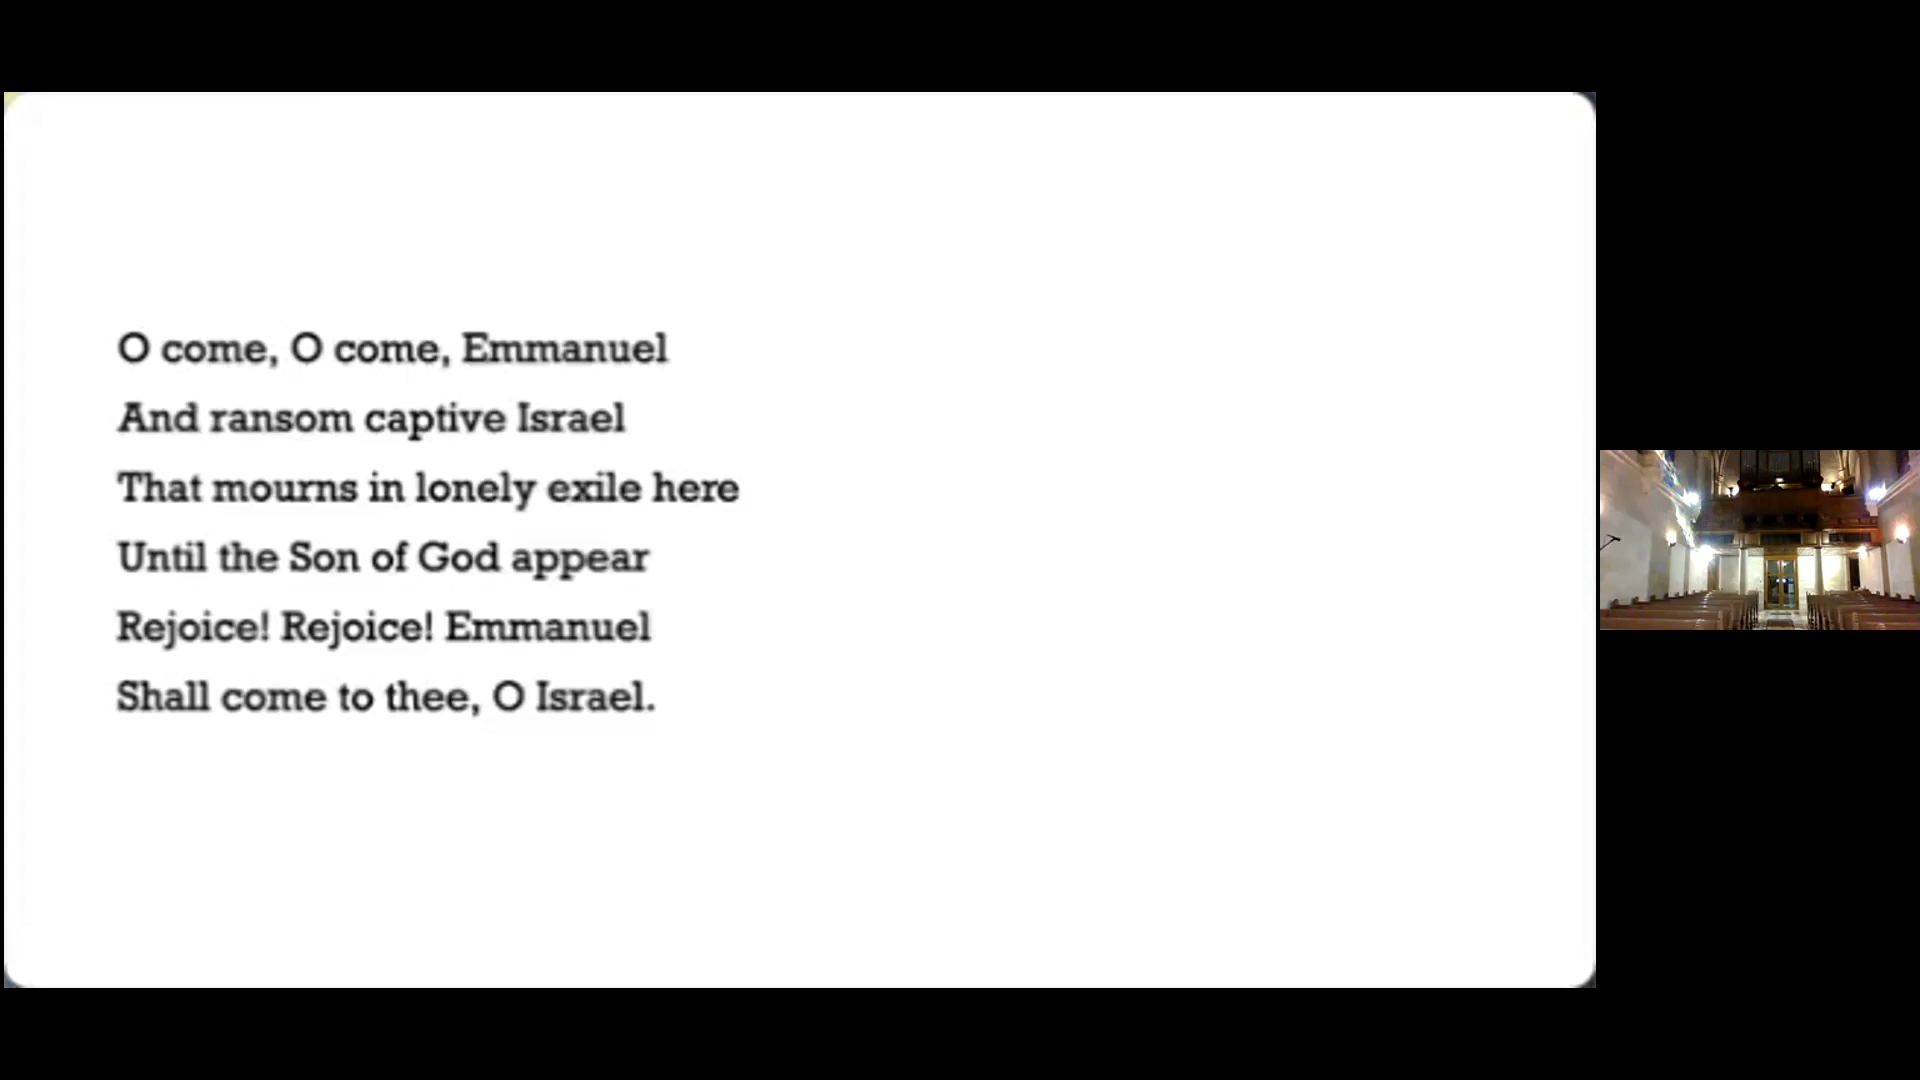 O come, O come, Emmanuel
And ransom captive Israel
That mourns in lonely exile here
Until the Son of God appear
Rejoice! Rejoice! Emmanuel
Shall come to thee, O Israel.